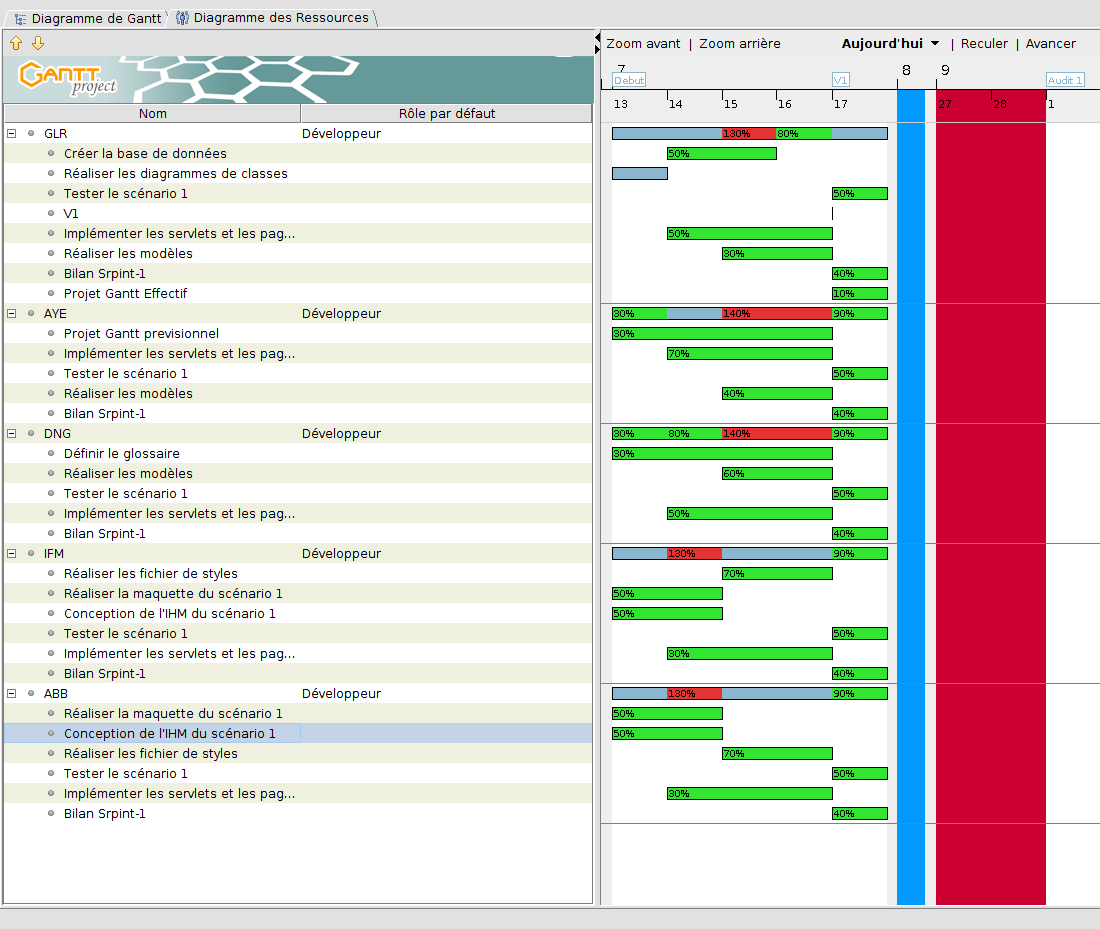 Diagramme de Gantt
Diagramme des Ressources
Zoom avant | Zoom arrière
Aujourd'hui
| Reculer | Avancer
GANTT project
7 8 9
Debut V1 Audit 1
Nom Rôle par défaut
13 14 15 16 17 27 28 1
GLR Développeur 130% 80%
Créer la base de données 50%
Réaliser les diagrammes de classes
Tester le scénario 1 50%
V1
Implémenter les servlets et les pag... 50%
Réaliser les modèles 80%
Bilan Srpint-1 40%
Projet Gantt Effectif 10%
AYE Développeur 30% 140% 90%
Projet Gantt previsionnel 30%
Implémenter les servlets et les pag... 70%
Tester le scénario 1 50%
Réaliser les modèles 40%
Bilan Srpint-1 40%
DNG Développeur 30% 80% 140% 90%
Définir le glossaire 30%
Réaliser les modèles 60%
Tester le scénario 1 50%
Implémenter les servlets et les pag... 50%
Bilan Srpint-1 40%
IFM Développeur 130% 90%
Réaliser les fichier de styles 70%
Réaliser la maquette du scénario 1 50%
Conception de l'IHM du scénario 1 50%
Tester le scénario 1 50%
Implémenter les servlets et les pag... 30%
Bilan Srpint-1 40%
ABB Développeur 130% 90%
Réaliser la maquette du scénario 1 50%
Conception de l'IHM du scénario 1 50%
Réaliser les fichier de styles 70%
Tester le scénario 1 50%
Implémenter les servlets et les pag... 30%
Bilan Srpint-1 40%